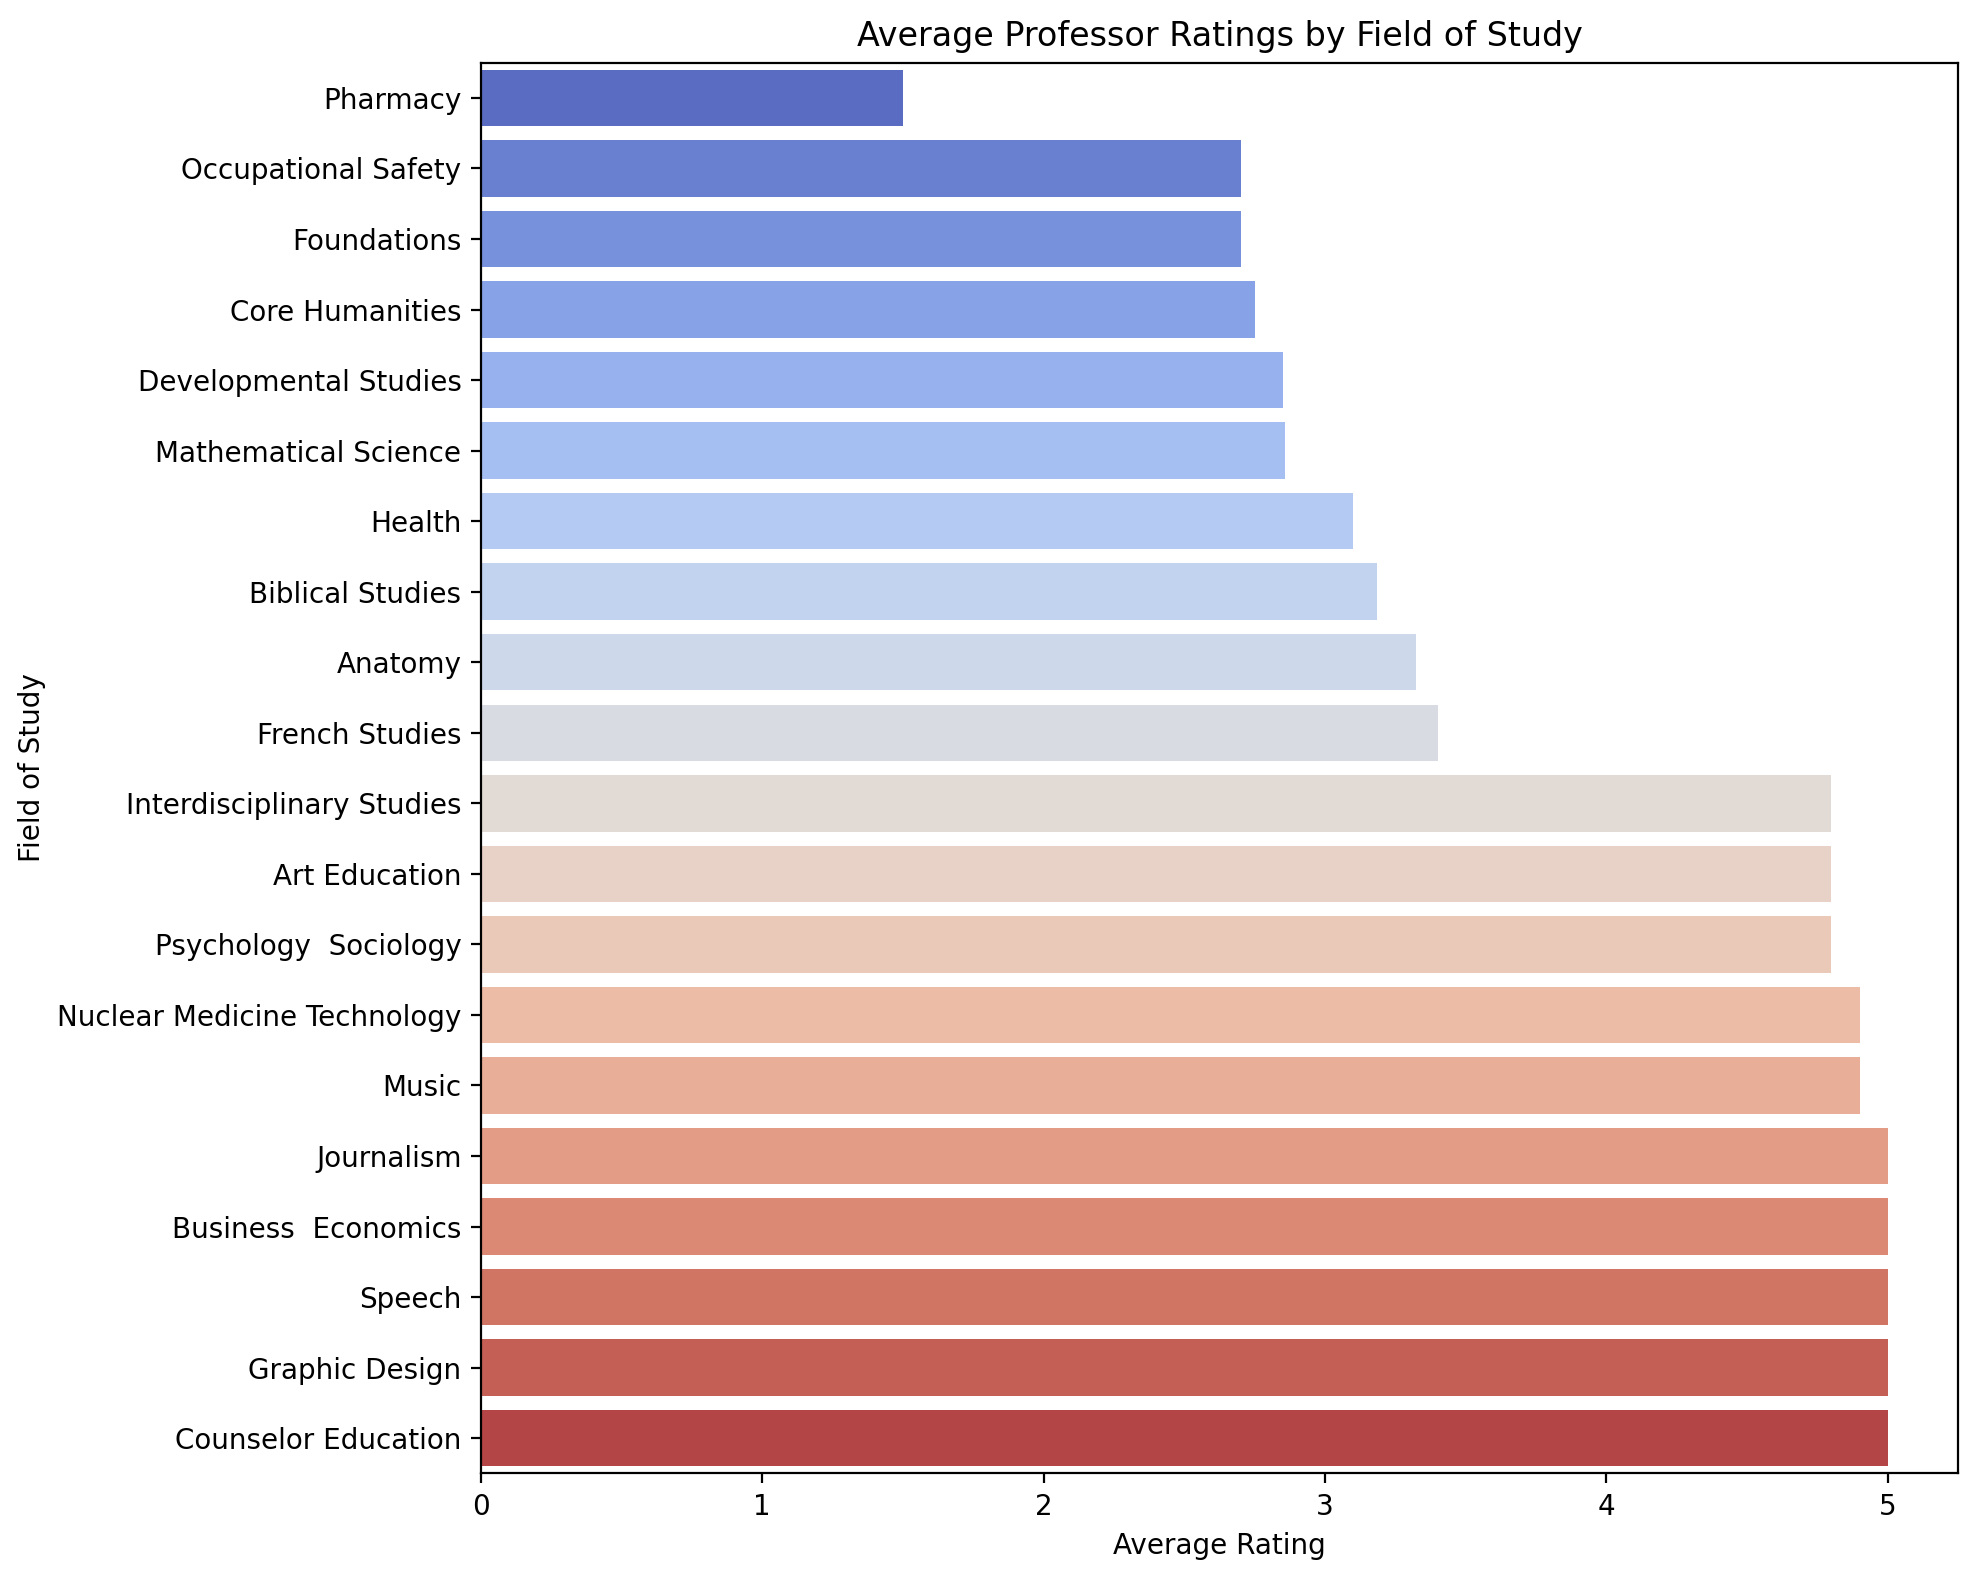 Average Professor Ratings by Field of Study
Pharmacy
Occupational Safety
Foundations
Core Humanities
Developmental Studies
Mathematical Science
Health
Biblical Studies
Anatomy
French Studies
Interdisciplinary Studies
Art Education
Psychology  Sociology
Nuclear Medicine Technology
Music
Journalism
Business  Economics
Speech
Graphic Design
Counselor Education
Field of Study
0 1 2 3 4 5
Average Rating